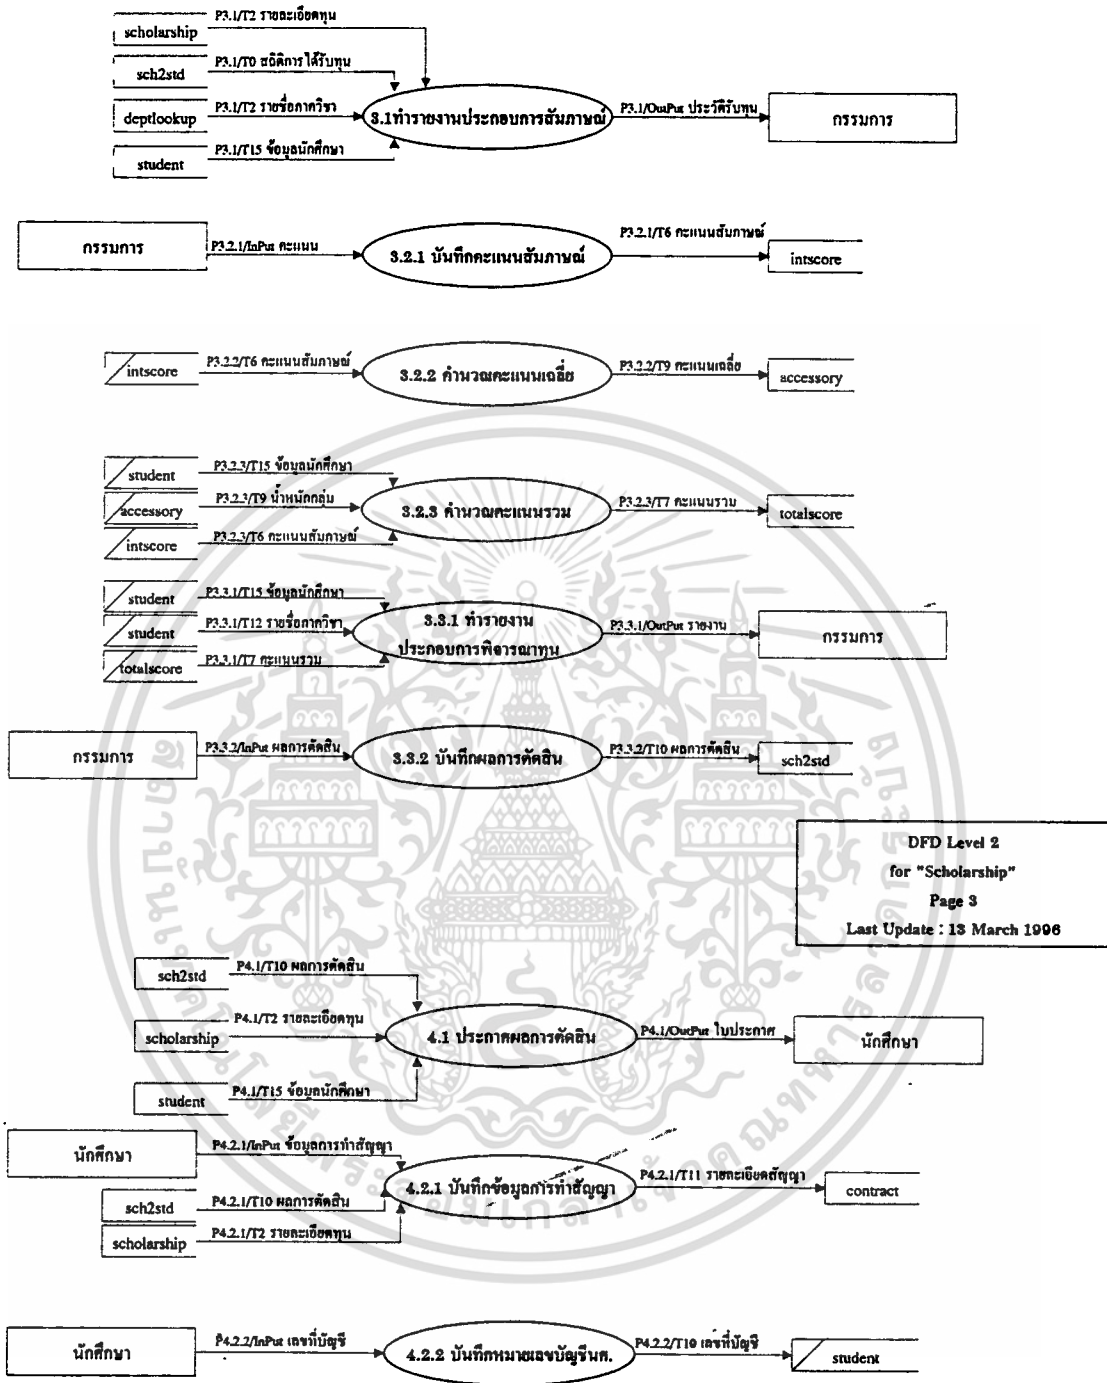 P3.1/T2 รายละเอียดทุน
scholarship
P3.1/T0 สถิติการได้รับทุน
sch2std
P3.1/T2 รายชื่อภาควิชา
deptlookup
3.1ทำรายงานประกอบการสัมภาษณ์
P3.1/OutPut ประวัติรับทุน
กรรมการ
P3.1/T15 ข้อมูลนักศึกษา
student
กรรมการ
P3.2.1/InPut คะแนน
3.2.1 บันทึกคะแนนสัมภาษณ์
P3.2.1/T6 คะแนนสัมภาษณ์
intscore
intscore
P3.2.2/T6 คะแนนสัมภาษณ์
3.2.2 คำนวณคะแนนเฉลี่ย
P3.2.2/T9 คะแนนเฉลี่ย
accessory
student
P3.2.3/T15 ข้อมูลนักศึกษา
accessory
P3.2.3/T9 น้ำหนักกลุ่ม
3.2.3 คำนวณคะแนนรวม
P3.2.3/T7 คะแนนรวม
totalscore
intscore
P3.2.3/T6 คะแนนสัมภาษณ์
student
P3.3.1/T15 ข้อมูลนักศึกษา
student
P3.3.1/T12 รายชื่อภาควิชา
3.3.1 ทำรายงาน
ประกอบการพิจารณาทุน
P3.3.1/OutPut รายงาน
กรรมการ
totalscore
P3.3.1/T7 คะแนนรวม
กรรมการ
P3.3.2/InPut ผลการตัดสิน
3.3.2 บันทึกผลการตัดสิน
P3.3.2/T10 ผลการตัดสิน
sch2std
DFD Level 2
for "Scholarship"
Page 3
Last Update : 13 March 1996
sch2std
P4.1/T10 ผลการตัดสิน
scholarship
P4.1/T2 รายละเอียดทุน
4.1 ประกาศผลการตัดสิน
P4.1/OutPut ใบประกาศ
นักศึกษา
student
P4.1/T15 ข้อมูลนักศึกษา
นักศึกษา
P4.2.1/InPut ข้อมูลการทำสัญญา
sch2std
P4.2.1/T10 ผลการตัดสิน
4.2.1 บันทึกข้อมูลการทำสัญญา
P4.2.1/T11 รายละเอียดสัญญา
contract
scholarship
P4.2.1/T2 รายละเอียดทุน
นักศึกษา
P4.2.2/InPut เลขที่บัญชี
4.2.2 บันทึกหมายเลขบัญชีนศ.
P4.2.2/T10 เลขที่บัญชี
student